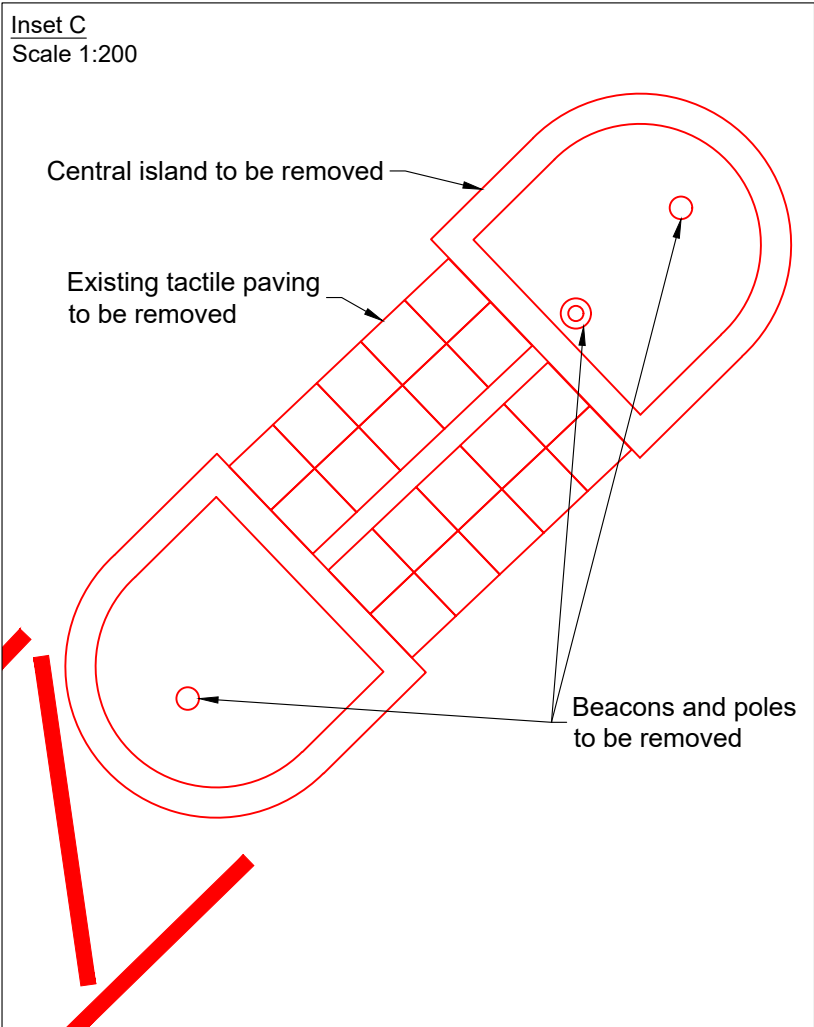 Inset C
Scale 1:200
Central island to be removed
Existing tactile paving
to be removed
Beacons and poles
to be removed